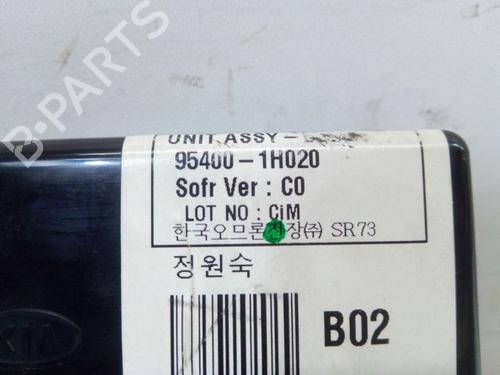 UNIT ASSY-
95400-1H020
Sofr Ver : C0
LOT NO : CiM
한국오므론전장㈜ SR73
정원숙
B02
KIA
B-PARTS